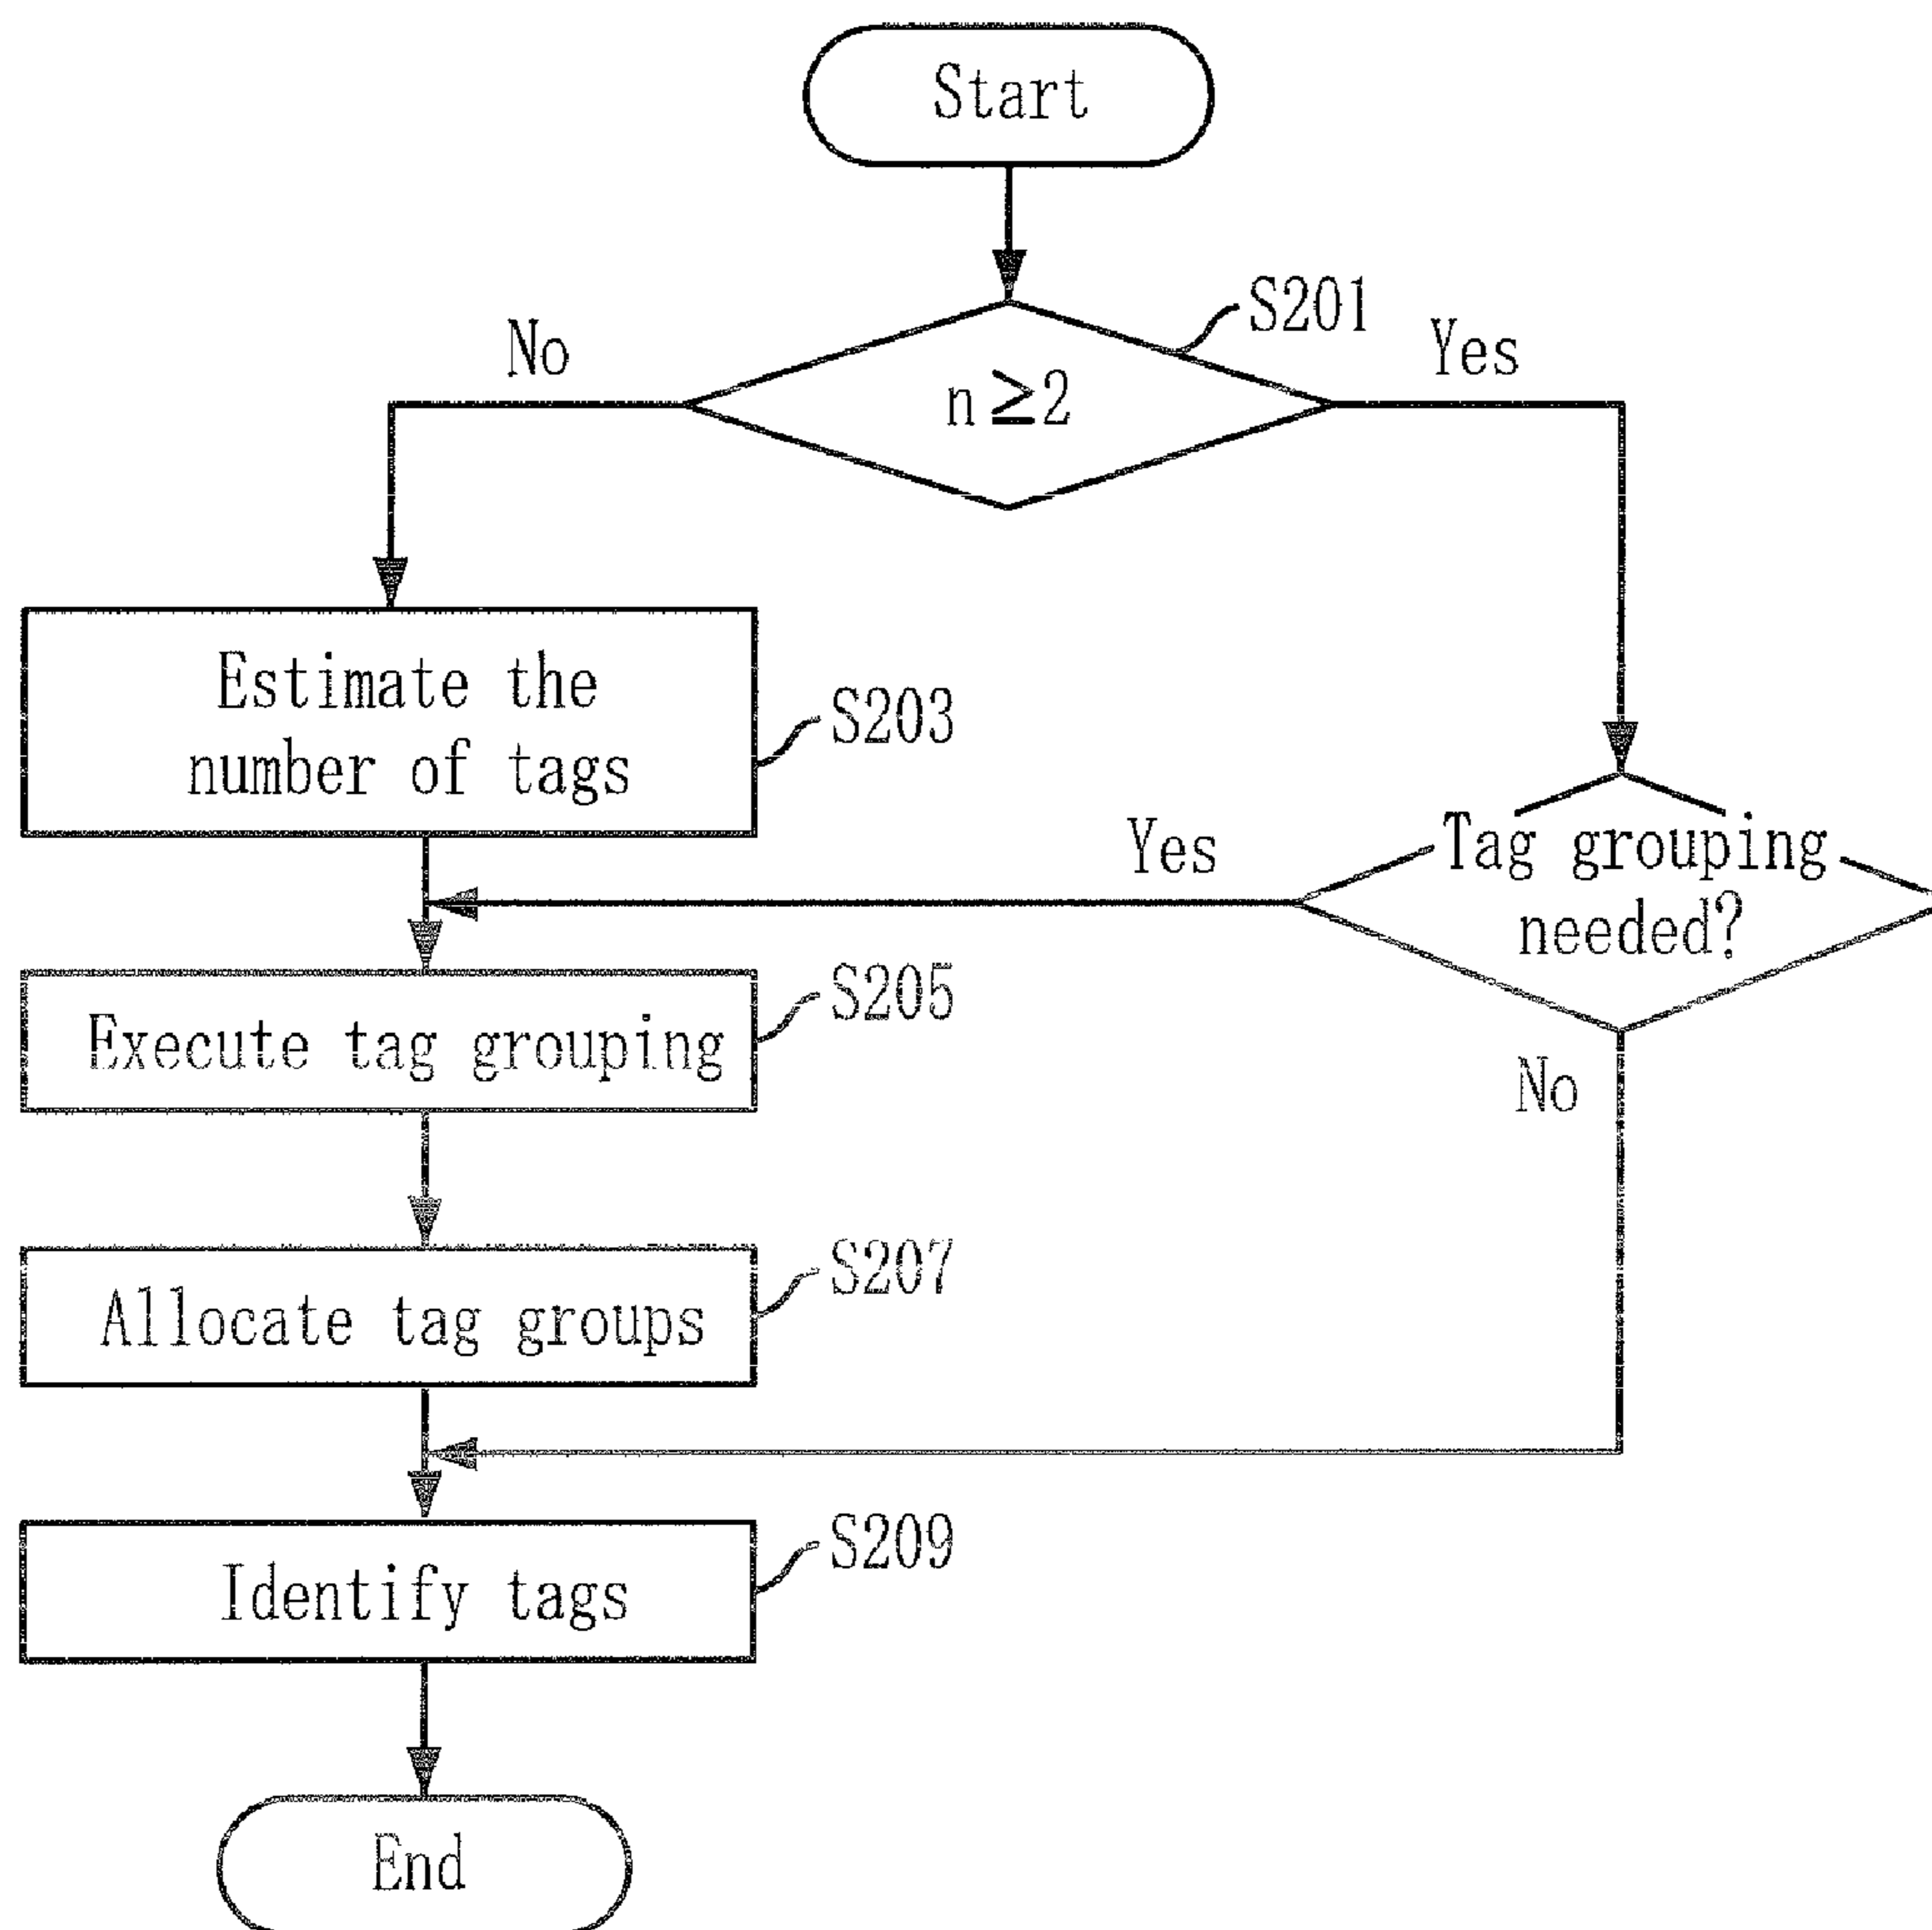 Start
S201
No
Yes
n≥2
Estimate the
number of tags
S203
Yes
Tag grouping
needed?
S205
Execute tag grouping
No
S207
Allocate tag groups
S209
Identify tags
End